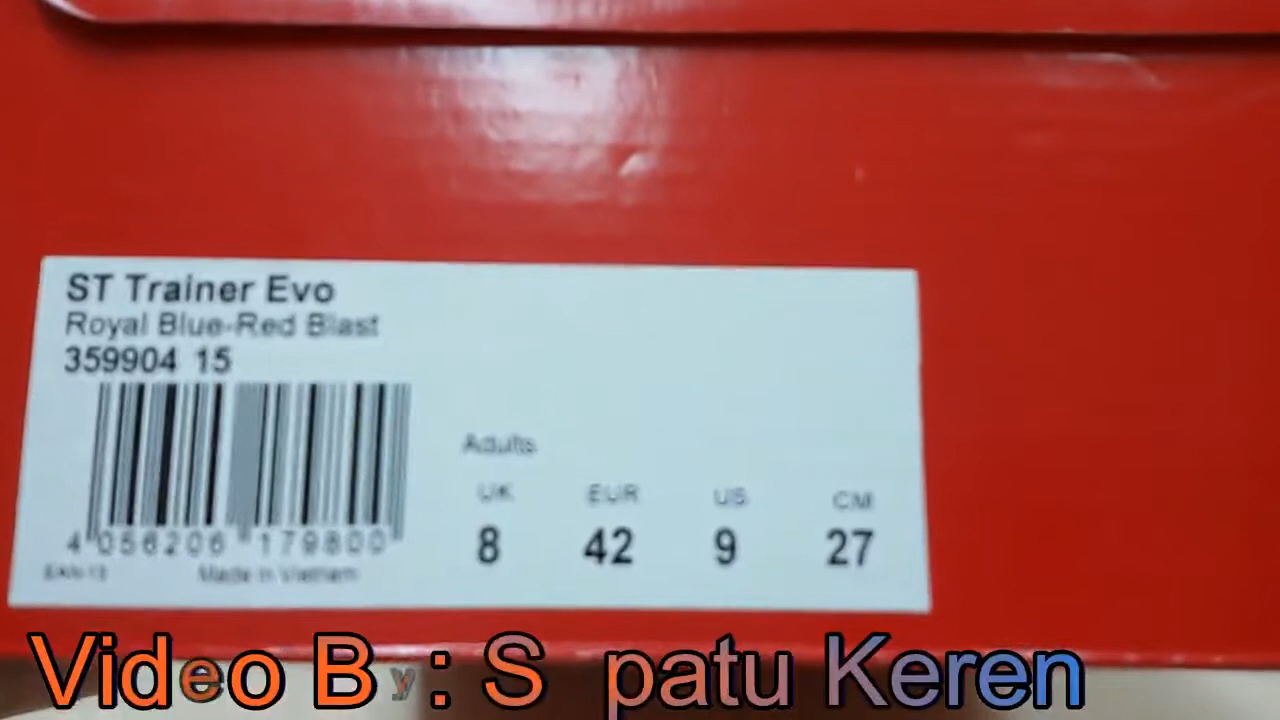 ST Trainer Evo
Royal Blue-Red Blast
359904 15
Adults
UK EUR US CM
8 42 9 27
4 056206 179800
EAN-13 Made in Vietnam
Video By : S patu Keren